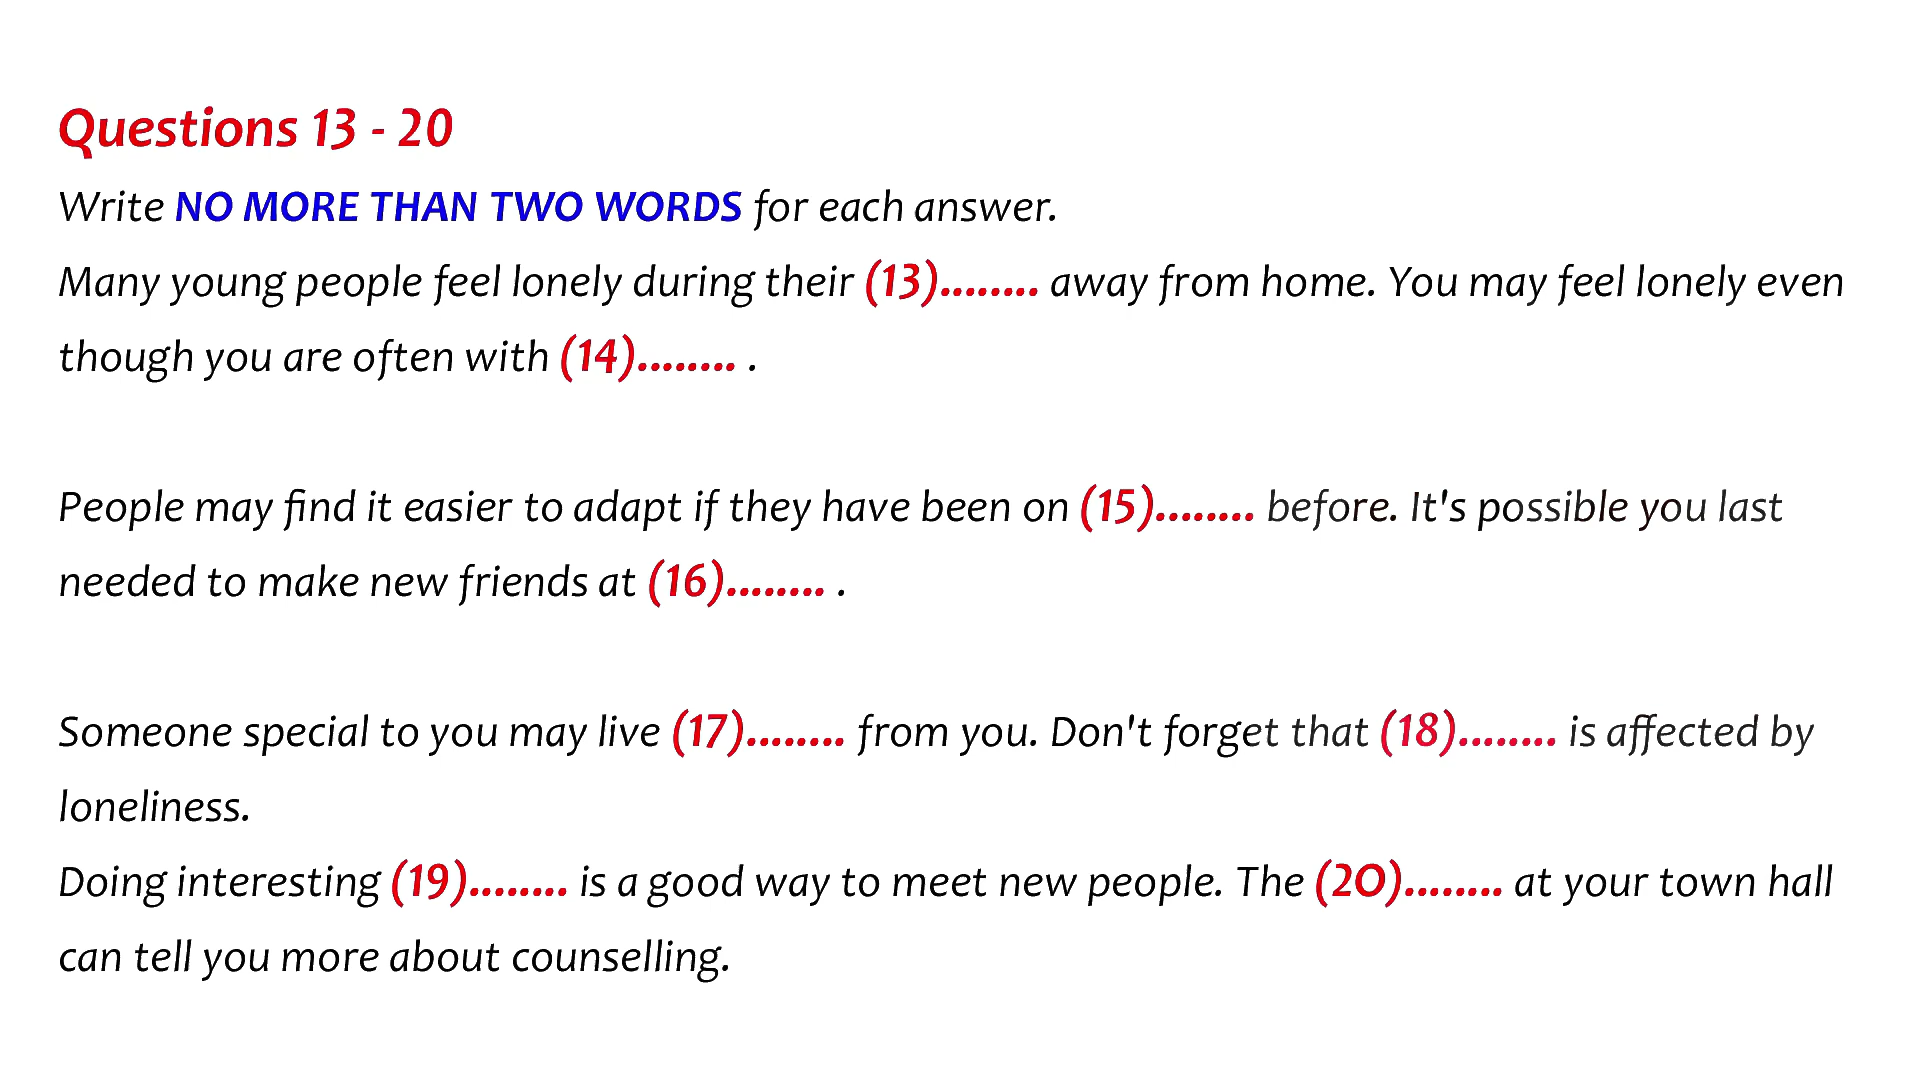 Questions 13 - 20
Write NO MORE THAN TWO WORDS for each answer.
Many young people feel lonely during their (13)........ away from home. You may feel lonely even
though you are often with (14)........ .
People may find it easier to adapt if they have been on (15)........ before. It's possible you last
needed to make new friends at (16)........ .
Someone special to you may live (17)........ from you. Don't forget that (18)........ is affected by
loneliness.
Doing interesting (19)........ is a good way to meet new people. The (20)........ at your town hall
can tell you more about counselling.